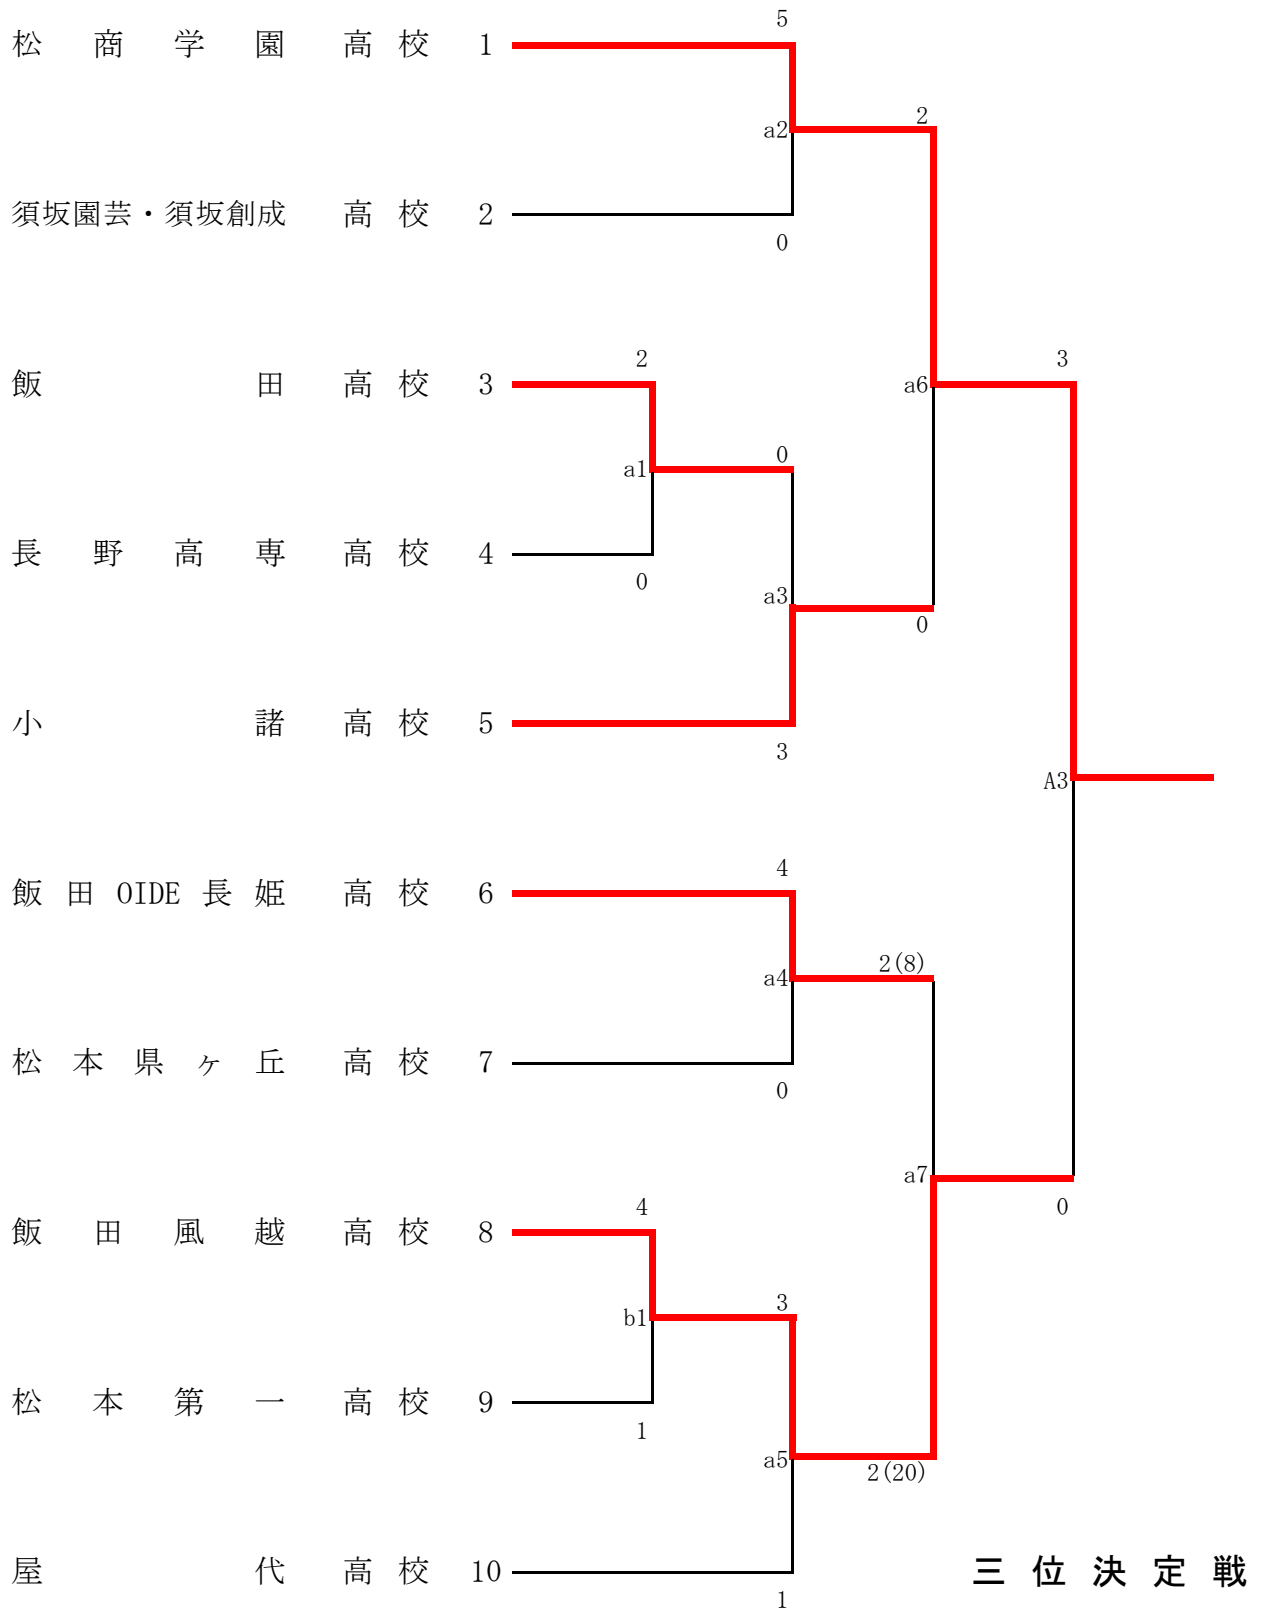 5
松商学園高校 1
2
a2
須坂園芸・須坂創成高校 2
0
2
3
飯田高校 3
a6
0
a1
長野高専高校 4
0
a3
0
小諸高校 5
3
A3
4
飯田OIDE長姫高校 6
2(8)
a4
松本県ヶ丘高校 7
0
a7
4
0
飯田風越高校 8
3
b1
松本第一高校 9
1
a5
2(20)
屋代高校 10
三位決定戦
1